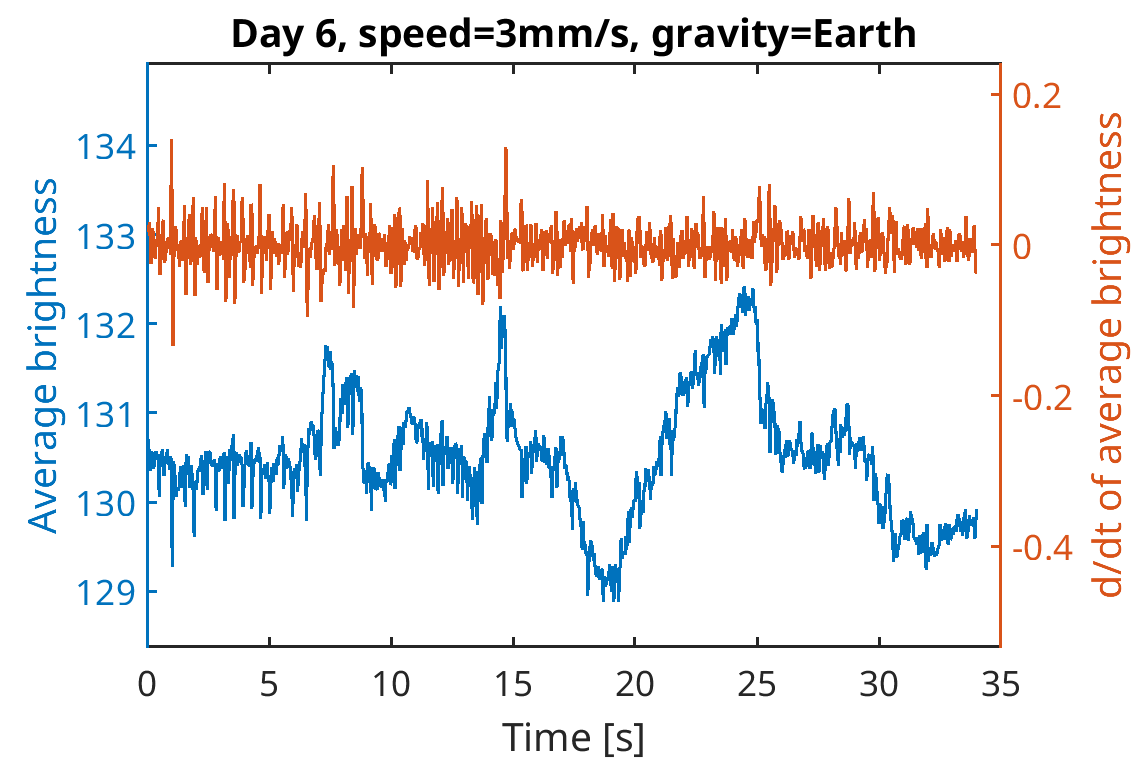 Day 6, speed=3mm/s, gravity=Earth
Average brightness
134
133
132
131
130
129
0.2
0
-0.2
-0.4
d/dt of average brightness
0 5 10 15 20 25 30 35
Time [s]